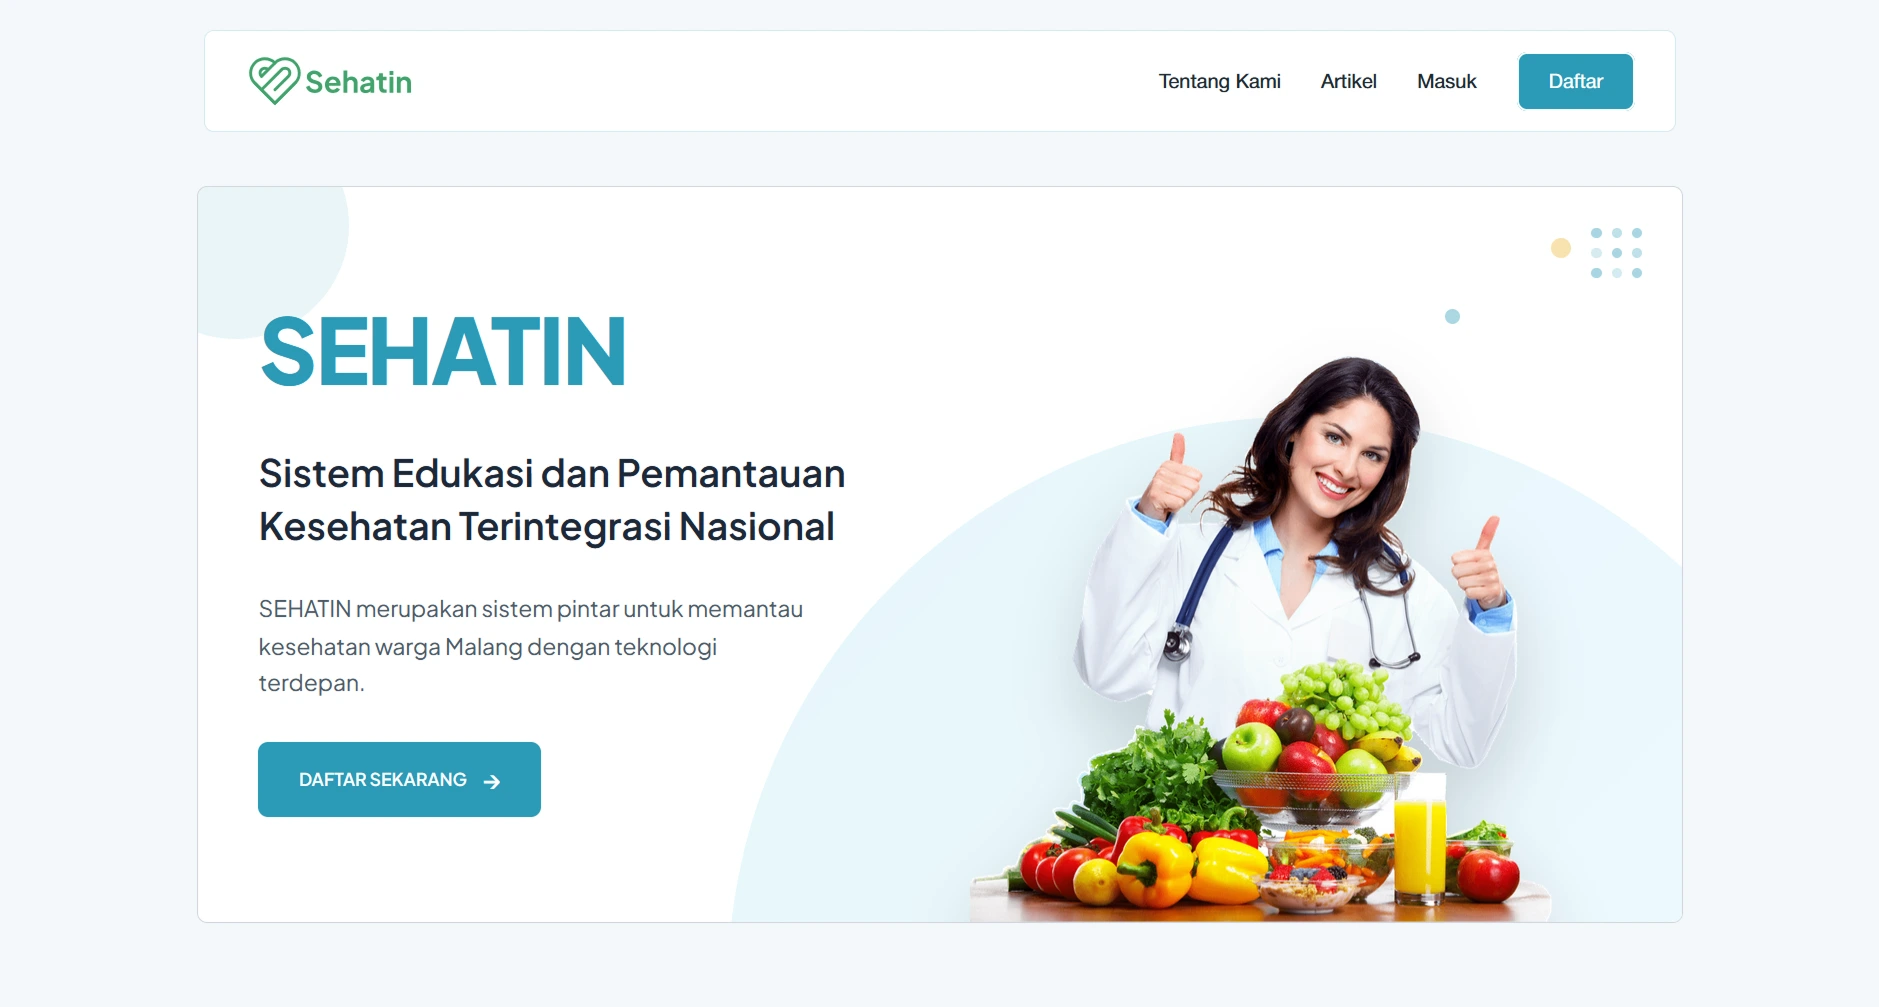 Sehatin
Tentang Kami
Artikel
Masuk
Daftar
SEHATIN
Sistem Edukasi dan Pemantauan
Kesehatan Terintegrasi Nasional
SEHATIN merupakan sistem pintar untuk memantau
kesehatan warga Malang dengan teknologi
terdepan.
DAFTAR SEKARANG →